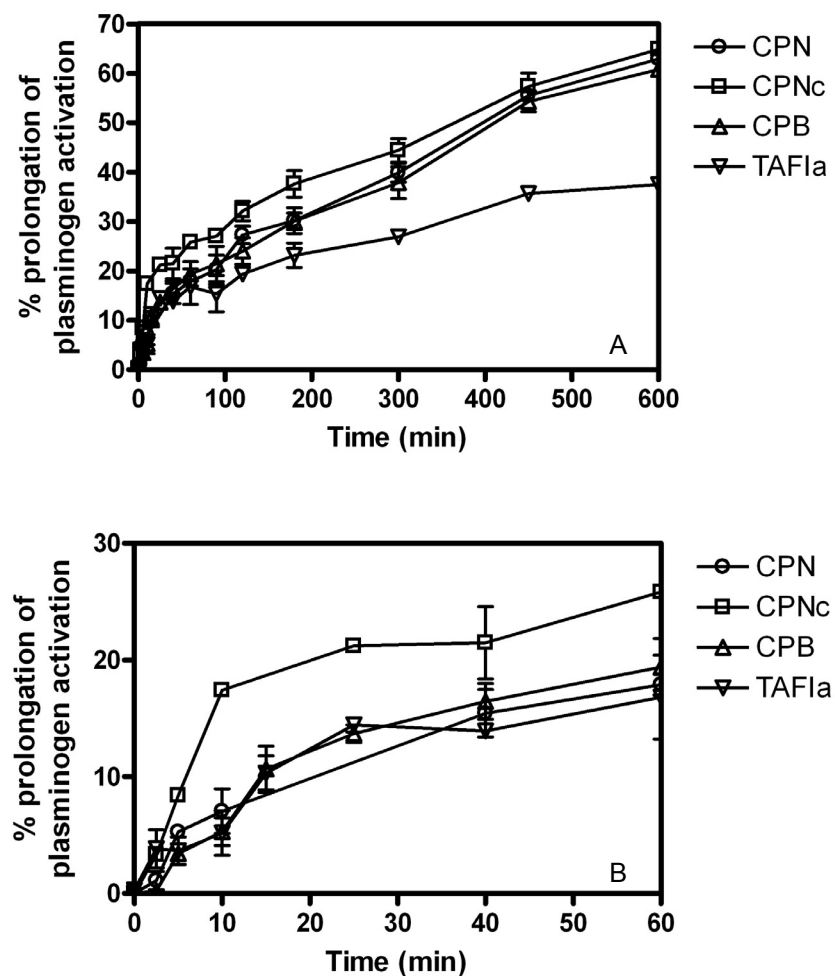 % prolongation of
plasminogen activation
70
60
50
40
30
20
10
0
0 100 200 300 400 500 600
Time (min)
A
CPN
CPNc
CPB
TAFIa
% prolongation of
plasminogen activation
30
20
10
0
0 10 20 30 40 50 60
Time (min)
B
CPN
CPNc
CPB
TAFIa